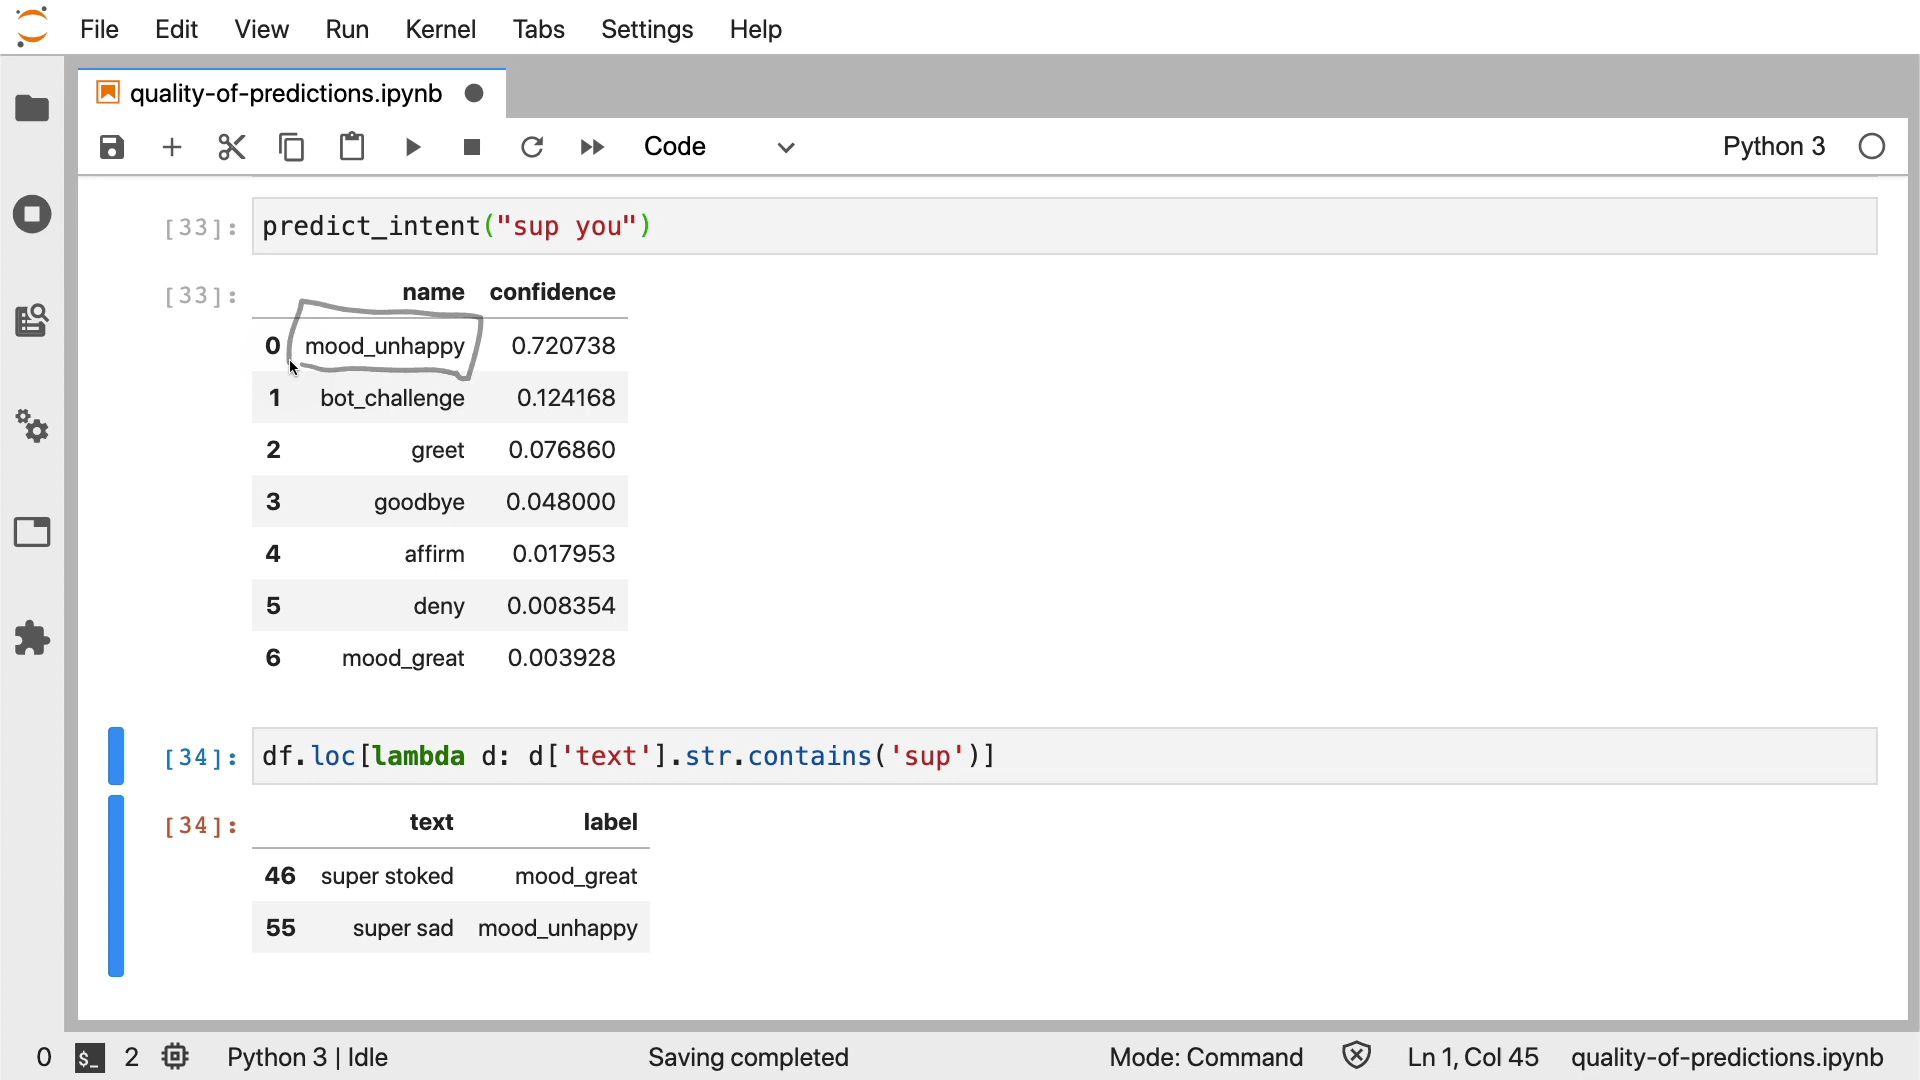 File Edit View Run Kernel Tabs Settings Help
quality-of-predictions.ipynb
Code Python 3
[33]: predict_intent("sup you")
[33]: name confidence
0 mood_unhappy 0.720738
1 bot_challenge 0.124168
2 greet 0.076860
3 goodbye 0.048000
4 affirm 0.017953
5 deny 0.008354
6 mood_great 0.003928
[34]: df.loc[lambda d: d['text'].str.contains('sup')]
[34]: text label
46 super stoked mood_great
55 super sad mood_unhappy
0 $_ 2 Python 3 | Idle Saving completed Mode: Command Ln 1, Col 45 quality-of-predictions.ipynb